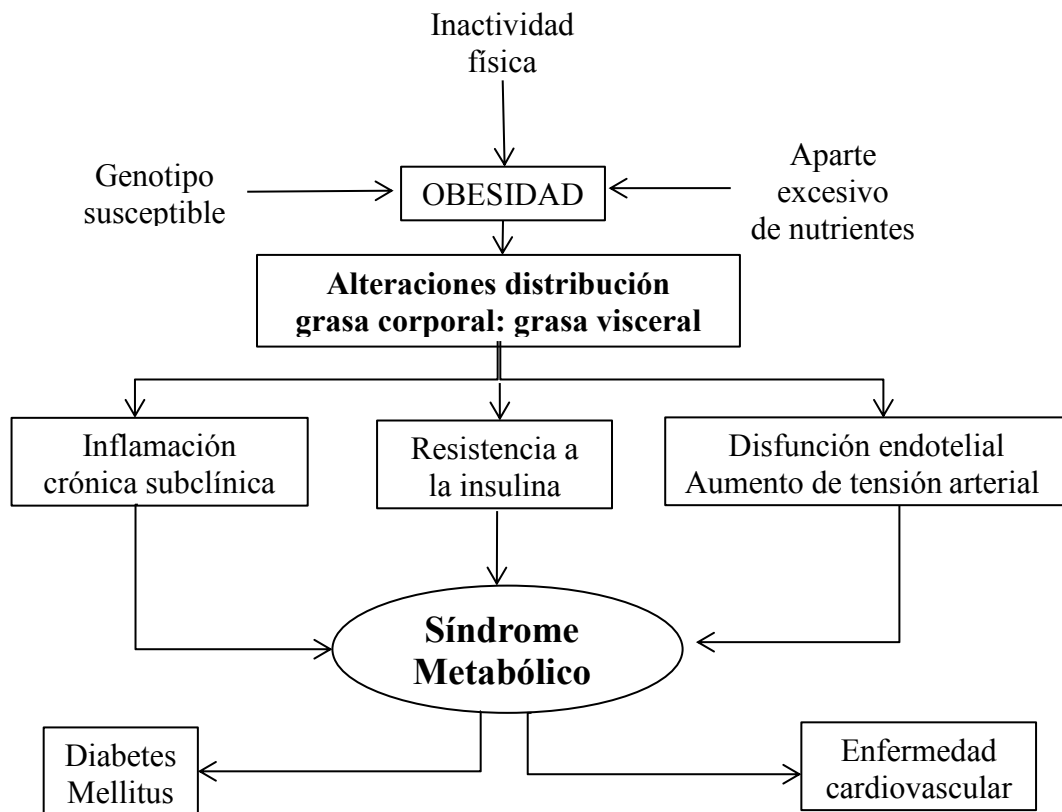 Inactividad
física
Genotipo
susceptible
OBESIDAD
Aparte
excesivo
de nutrientes
Alteraciones distribución
grasa corporal: grasa visceral
Inflamación
crónica subclínica
Resistencia a
la insulina
Disfunción endotelial
Aumento de tensión arterial
Síndrome
Metabólico
Diabetes
Mellitus
Enfermedad
cardiovascular